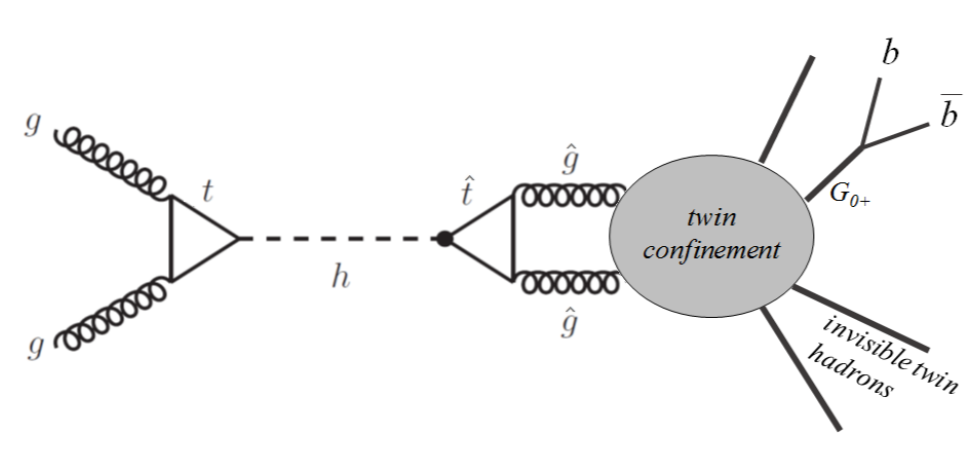 g
t
h
g
t̂
ĝ
ĝ
twin
confinement
b
b̅
G₀₊
invisible twin
hadrons